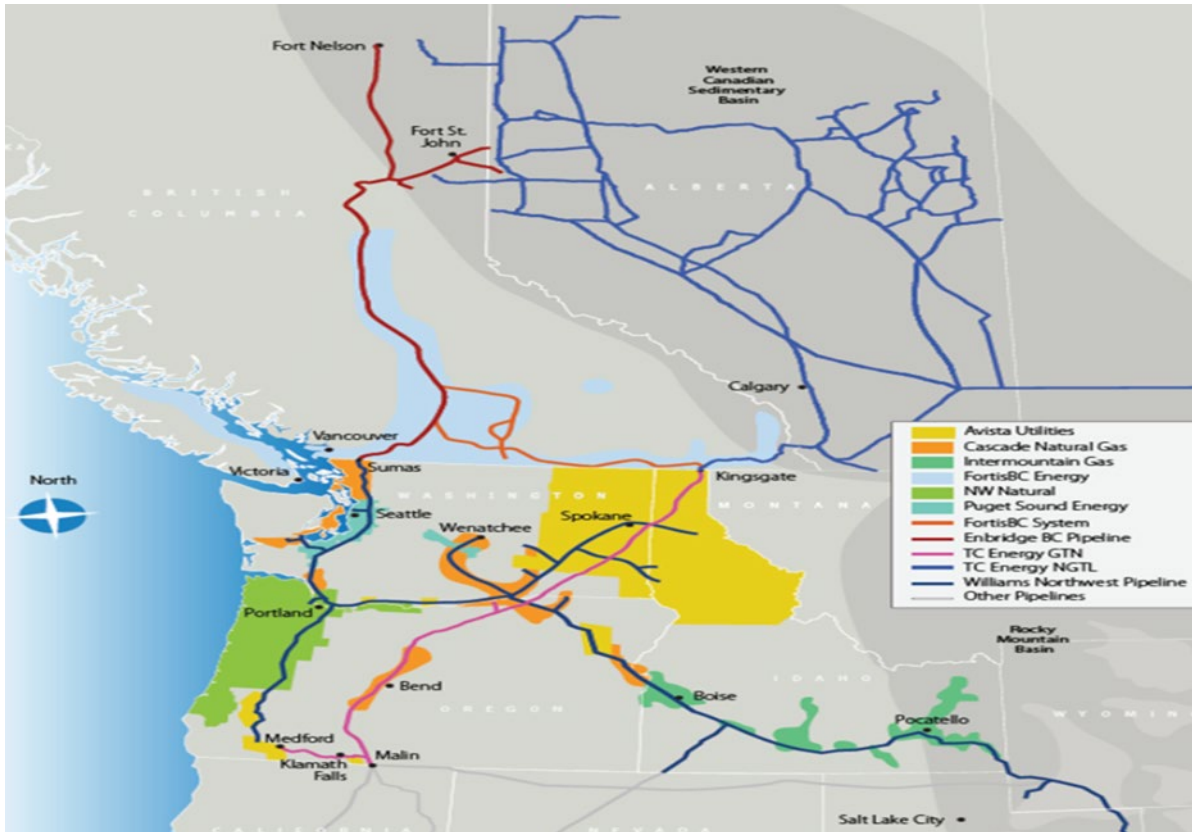 Fort Nelson
Western
Canadian
Sedimentary
Basin
Fort St.
John
BRITISH
COLUMBIA
ALBERTA
Calgary
Vancouver
Victoria
Sumas
Kingsgate
North
WASHINGTON
MONTANA
Seattle
Wenatchee
Spokane
Portland
Bend
OREGON
Boise
IDAHO
Pocatello
Rocky
Mountain
Basin
WYOMIN
Medford
Klamath
Falls
Malin
Salt Lake City
CALIFORNIA
NEVADA
Avista Utilities
Cascade Natural Gas
Intermountain Gas
FortisBC Energy
NW Natural
Puget Sound Energy
FortisBC System
Enbridge BC Pipeline
TC Energy GTN
TC Energy NGTL
Williams Northwest Pipeline
Other Pipelines